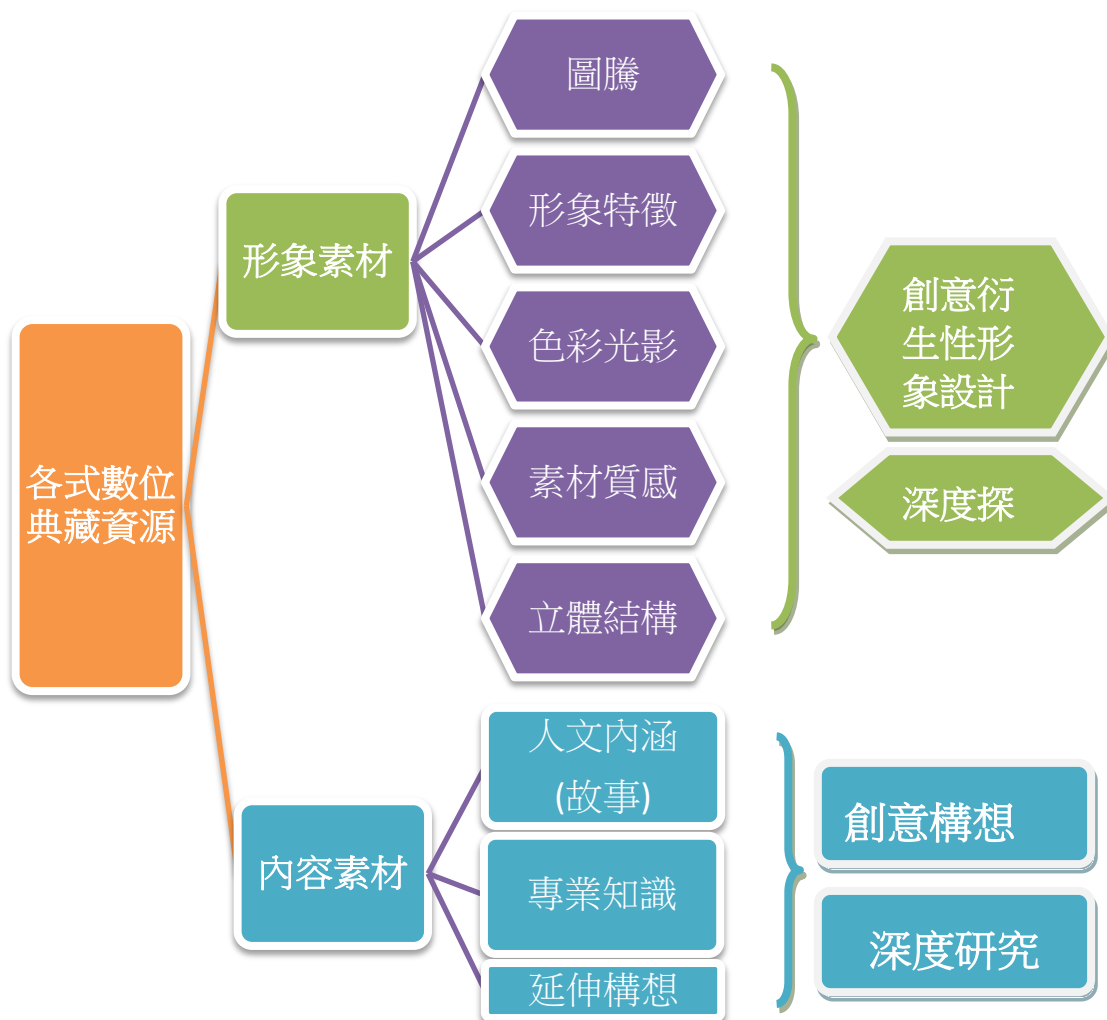 各式數位
典藏資源
形象素材
圖騰
形象特徵
色彩光影
素材質感
立體結構
創意衍
生性形
象設計
深度探
內容素材
人文內涵
(故事)
專業知識
延伸構想
創意構想
深度研究